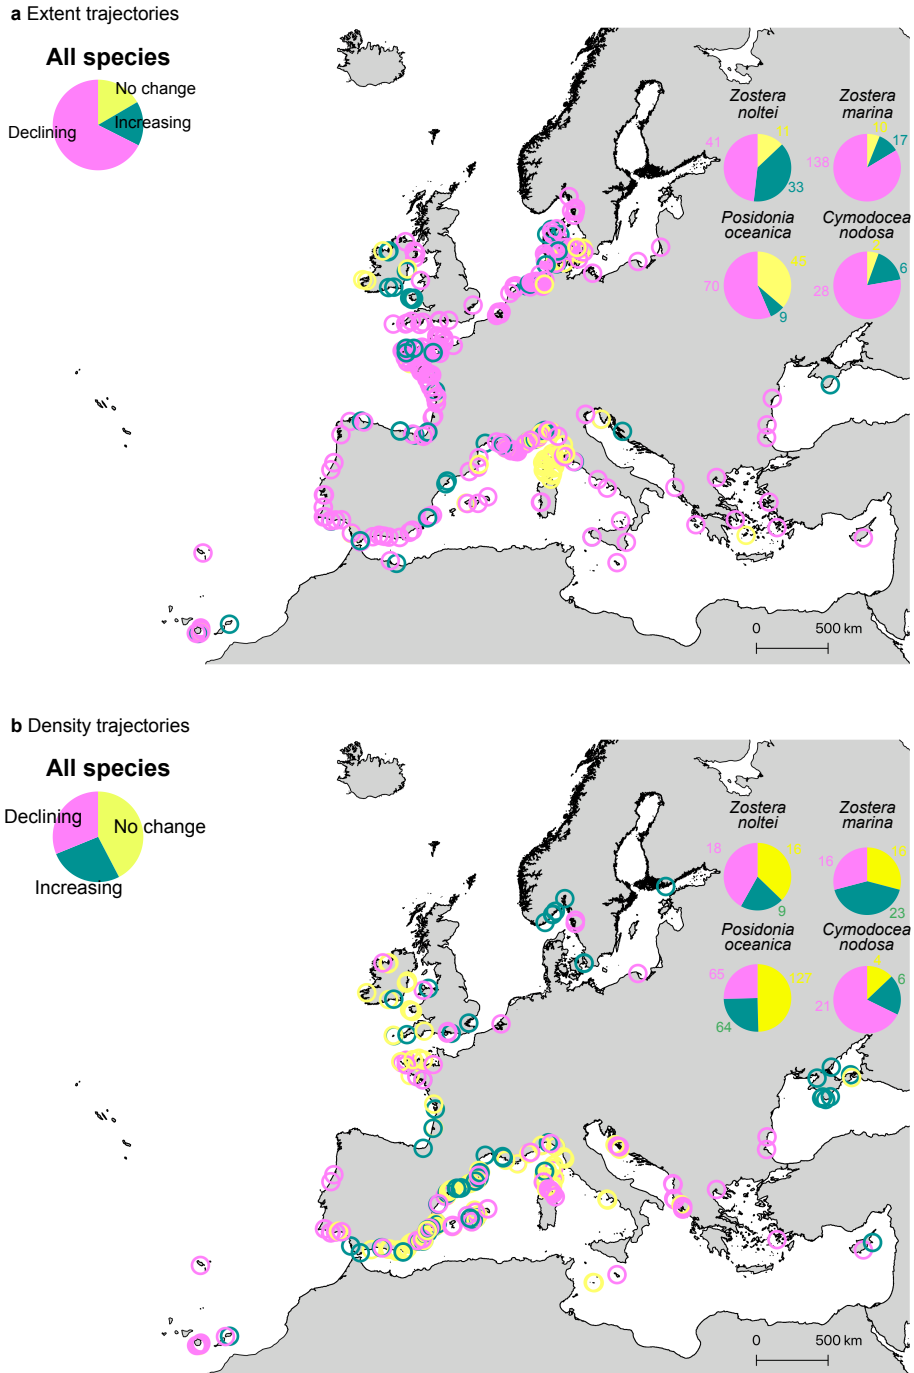 a Extent trajectories
All species
No change
Increasing
Declining
Zostera
noltei
41
11
33
Zostera
marina
10
17
138
Posidonia
oceanica
45
70
9
Cymodocea
nodosa
2
6
28
0 500 km
b Density trajectories
All species
Declining
No change
Increasing
Zostera
noltei
18
16
9
Zostera
marina
16
16
23
Posidonia
oceanica
65
127
64
Cymodocea
nodosa
4
6
21
0 500 km